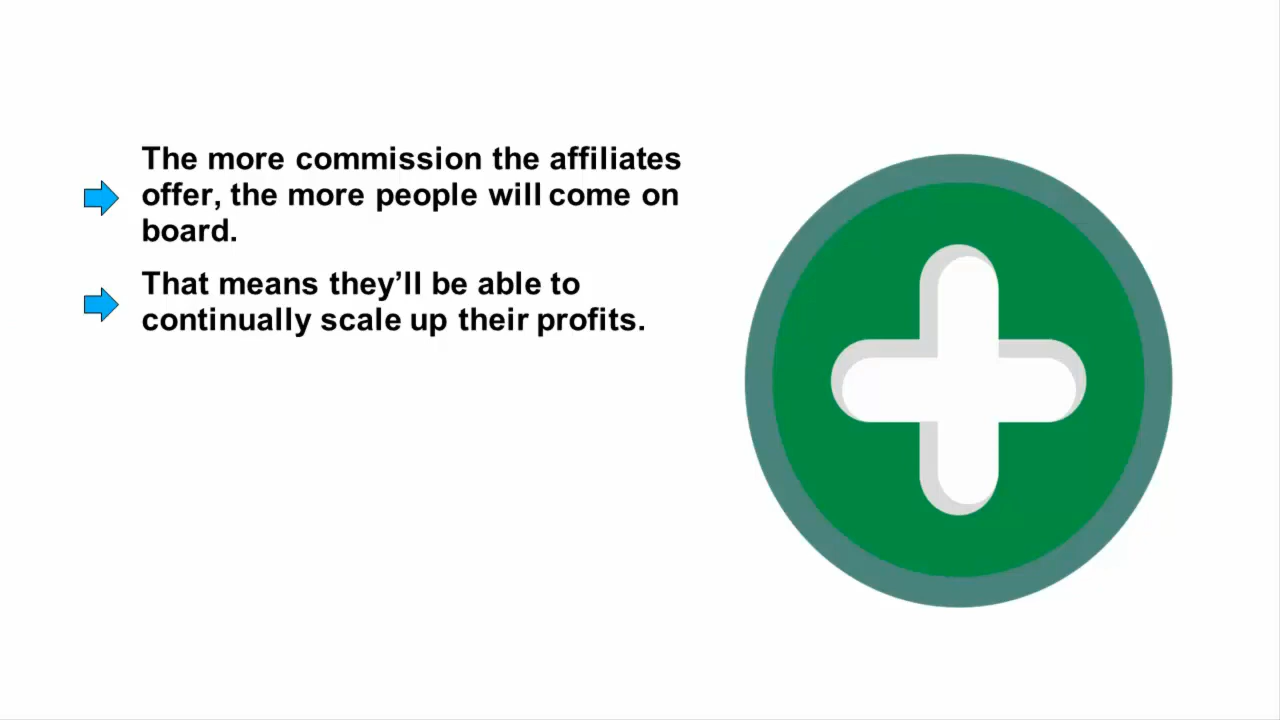 The more commission the affiliates
offer, the more people will come on
board.
That means they’ll be able to
continually scale up their profits.